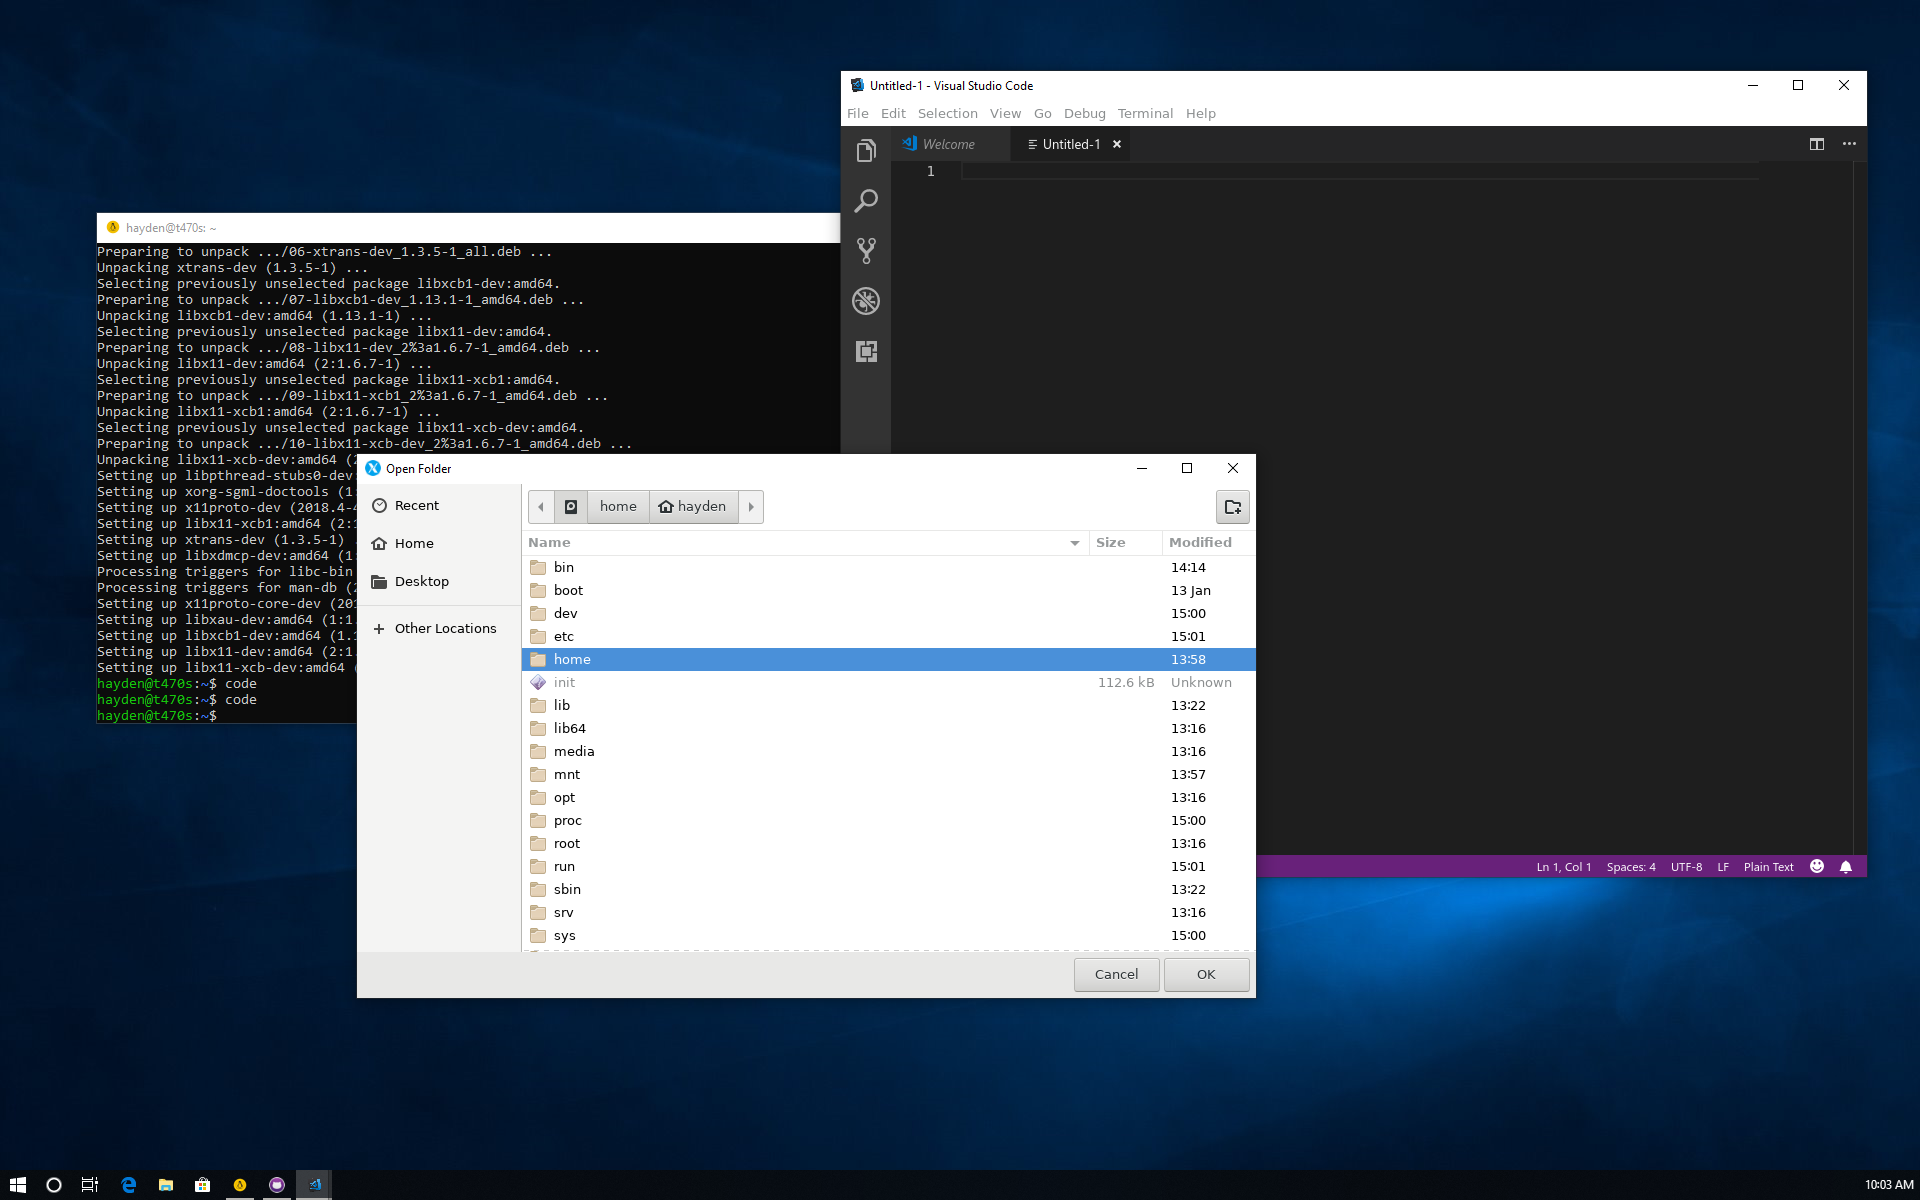 hayden@t470s: ~
Preparing to unpack .../06-xtrans-dev_1.3.5-1_all.deb ...
Unpacking xtrans-dev (1.3.5-1) ...
Selecting previously unselected package libxcb1-dev:amd64.
Preparing to unpack .../07-libxcb1-dev_1.13.1-1_amd64.deb ...
Unpacking libxcb1-dev:amd64 (1.13.1-1) ...
Selecting previously unselected package libx11-dev:amd64.
Preparing to unpack .../08-libx11-dev_2%3a1.6.7-1_amd64.deb ...
Unpacking libx11-dev:amd64 (2:1.6.7-1) ...
Selecting previously unselected package libx11-xcb1:amd64.
Preparing to unpack .../09-libx11-xcb1_2%3a1.6.7-1_amd64.deb ...
Unpacking libx11-xcb1:amd64 (2:1.6.7-1) ...
Selecting previously unselected package libx11-xcb-dev:amd64.
Preparing to unpack .../10-libx11-xcb-dev_2%3a1.6.7-1_amd64.deb ...
Unpacking libx11-xcb-dev:amd64 (2
Setting up libpthread-stubs0-dev:
Setting up xorg-sgml-doctools (1:
Setting up x11proto-dev (2018.4-4
Setting up libx11-xcb1:amd64 (2:1
Setting up xtrans-dev (1.3.5-1) .
Setting up libxdmcp-dev:amd64 (1:
Processing triggers for libc-bin
Processing triggers for man-db (2
Setting up x11proto-core-dev (201
Setting up libxau-dev:amd64 (1:1.
Setting up libxcb1-dev:amd64 (1.1
Setting up libx11-dev:amd64 (2:1.
Setting up libx11-xcb-dev:amd64 (
hayden@t470s:~$ code
hayden@t470s:~$ code
hayden@t470s:~$
Untitled-1 - Visual Studio Code
File Edit Selection View Go Debug Terminal Help
Welcome Untitled-1
1
Ln 1, Col 1 Spaces: 4 UTF-8 LF Plain Text
Open Folder
Recent
Home
Desktop
Other Locations
home hayden
Name Size Modified
bin 14:14
boot 13 Jan
dev 15:00
etc 15:01
home 13:58
init 112.6 kB Unknown
lib 13:22
lib64 13:16
media 13:16
mnt 13:57
opt 13:16
proc 15:00
root 13:16
run 15:01
sbin 13:22
srv 13:16
sys 15:00
Cancel OK
10:03 AM